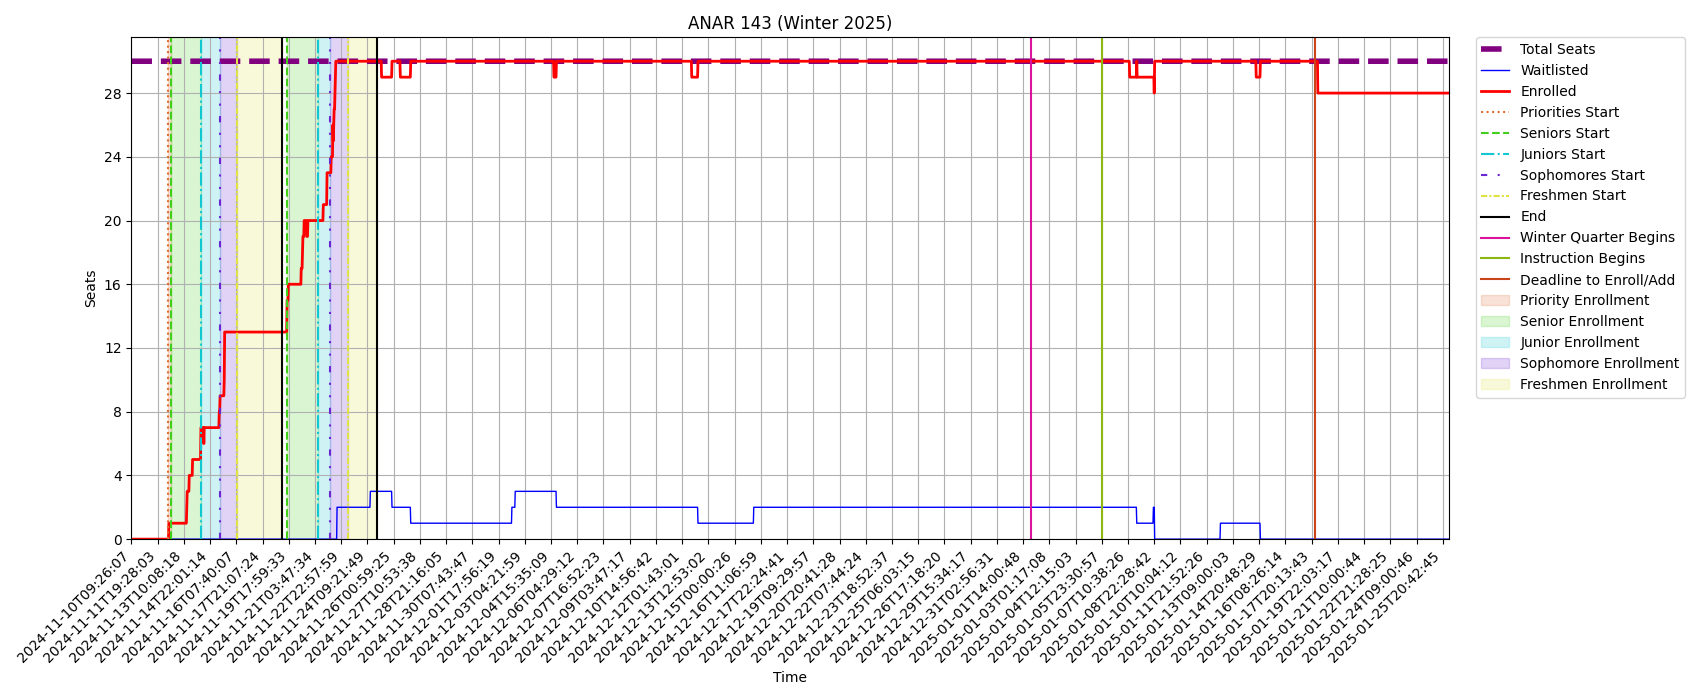 ANAR 143 (Winter 2025)
Total Seats
Waitlisted
Enrolled
Priorities Start
Seniors Start
Juniors Start
Sophomores Start
Freshmen Start
End
Winter Quarter Begins
Instruction Begins
Deadline to Enroll/Add
Priority Enrollment
Senior Enrollment
Junior Enrollment
Sophomore Enrollment
Freshmen Enrollment
Seats
28
24
20
16
12
8
4
0
2024-11-10T09:26:07
2024-11-11T19:28:03
2024-11-13T10:08:18
2024-11-14T22:01:14
2024-11-16T07:40:07
2024-11-17T21:07:24
2024-11-19T17:59:33
2024-11-21T03:47:34
2024-11-22T22:57:59
2024-11-24T09:21:49
2024-11-26T00:59:25
2024-11-27T10:53:38
2024-11-28T21:16:05
2024-11-30T07:43:47
2024-12-01T17:56:19
2024-12-03T04:21:59
2024-12-04T15:35:09
2024-12-06T04:29:12
2024-12-07T16:52:23
2024-12-09T03:47:17
2024-12-10T14:56:42
2024-12-12T01:43:01
2024-12-13T12:53:02
2024-12-15T00:00:26
2024-12-16T11:06:59
2024-12-17T22:24:41
2024-12-19T09:29:57
2024-12-20T20:41:28
2024-12-22T07:44:24
2024-12-23T18:52:37
2024-12-25T06:03:15
2024-12-26T17:18:20
2024-12-29T15:34:17
2024-12-31T02:56:31
2025-01-01T14:00:48
2025-01-03T01:17:08
2025-01-04T12:15:03
2025-01-05T23:30:57
2025-01-07T10:38:26
2025-01-08T22:28:42
2025-01-10T10:04:12
2025-01-11T21:52:26
2025-01-13T09:00:03
2025-01-14T20:48:29
2025-01-16T08:26:14
2025-01-17T20:13:43
2025-01-19T22:03:17
2025-01-21T10:00:44
2025-01-22T21:28:25
2025-01-24T09:00:46
2025-01-25T20:42:45
Time